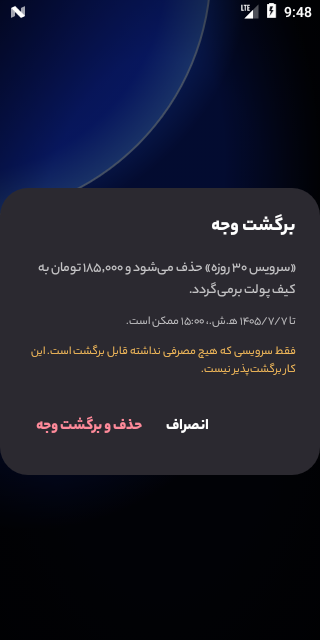 LTE 9:48
برگشت وجه
«سرویس ۳۰ روزه» حذف می‌شود و ۱۸۵,۰۰۰ تومان به
کیف پولت برمی‌گردد.
تا ۱۴۰۵/۷/۷ ه‍.ش.، ۱۵:۰۰ ممکن است.
فقط سرویسی که هیچ مصرفی نداشته قابل برگشت است. این
کار برگشت‌پذیر نیست.
انصراف
حذف و برگشت وجه